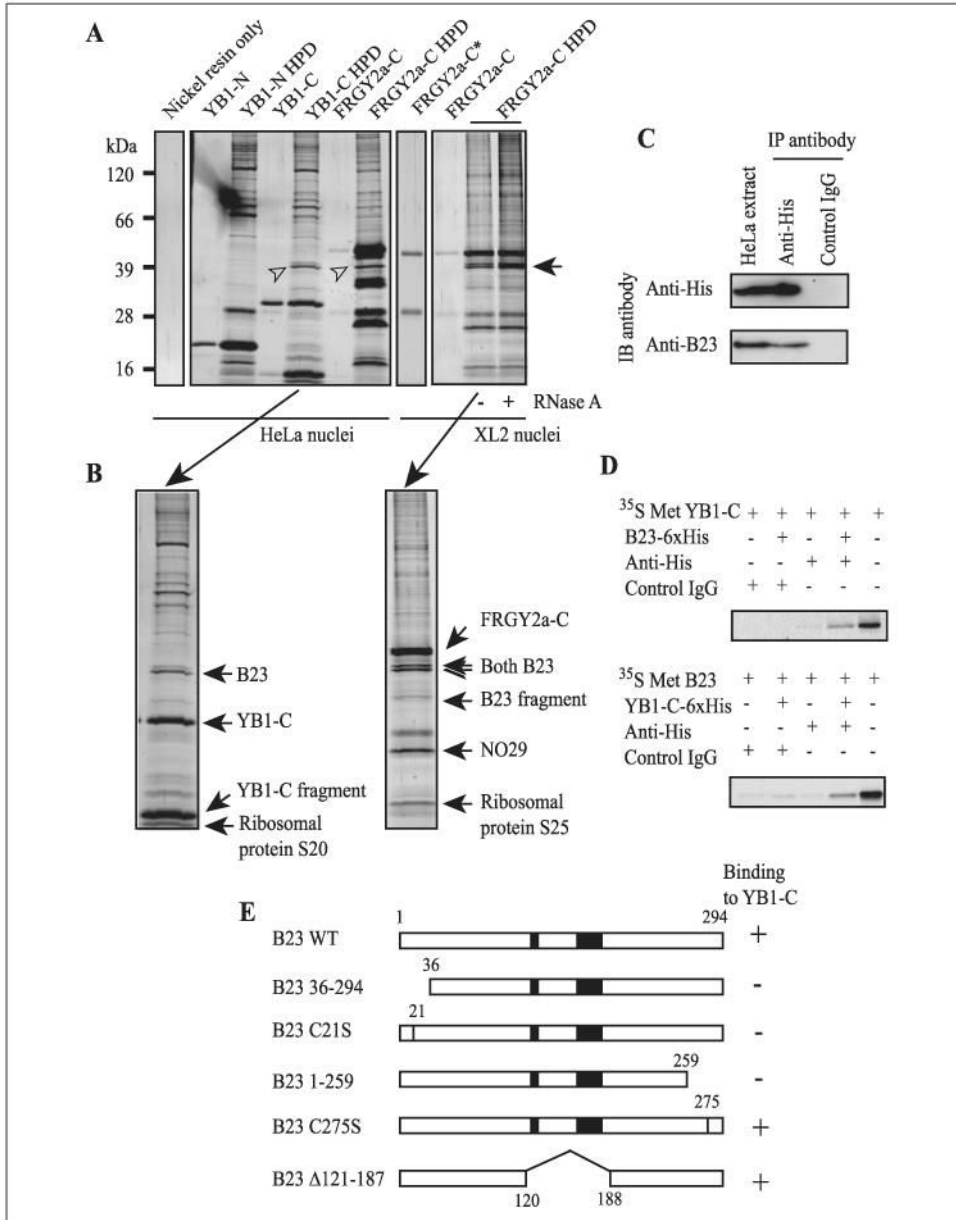 A
Nickel resin only
YB1-N
YB1-N HPD
YB1-C
YB1-C HPD
FRGY2a-C
FRGY2a-C HPD
FRGY2a-C*
FRGY2a-C
FRGY2a-C HPD
kDa
120
66
39
28
16
- + RNase A
HeLa nuclei
XL2 nuclei
B
B23
YB1-C
YB1-C fragment
Ribosomal
protein S20
FRGY2a-C
Both B23
B23 fragment
NO29
Ribosomal
protein S25
C
IP antibody
HeLa extract
Anti-His
Control IgG
IB antibody
Anti-His
Anti-B23
D
35S Met YB1-C + + + + +
B23-6xHis - + - + -
Anti-His - - + + -
Control IgG + + - - -
35S Met B23 + + + + +
YB1-C-6xHis - + - + -
Anti-His - - + + -
Control IgG + + - - -
E
Binding
to YB1-C
1 294
B23 WT +
36
B23 36-294 -
21
B23 C21S -
259
B23 1-259 -
275
B23 C275S +
B23 Δ121-187 +
120 188